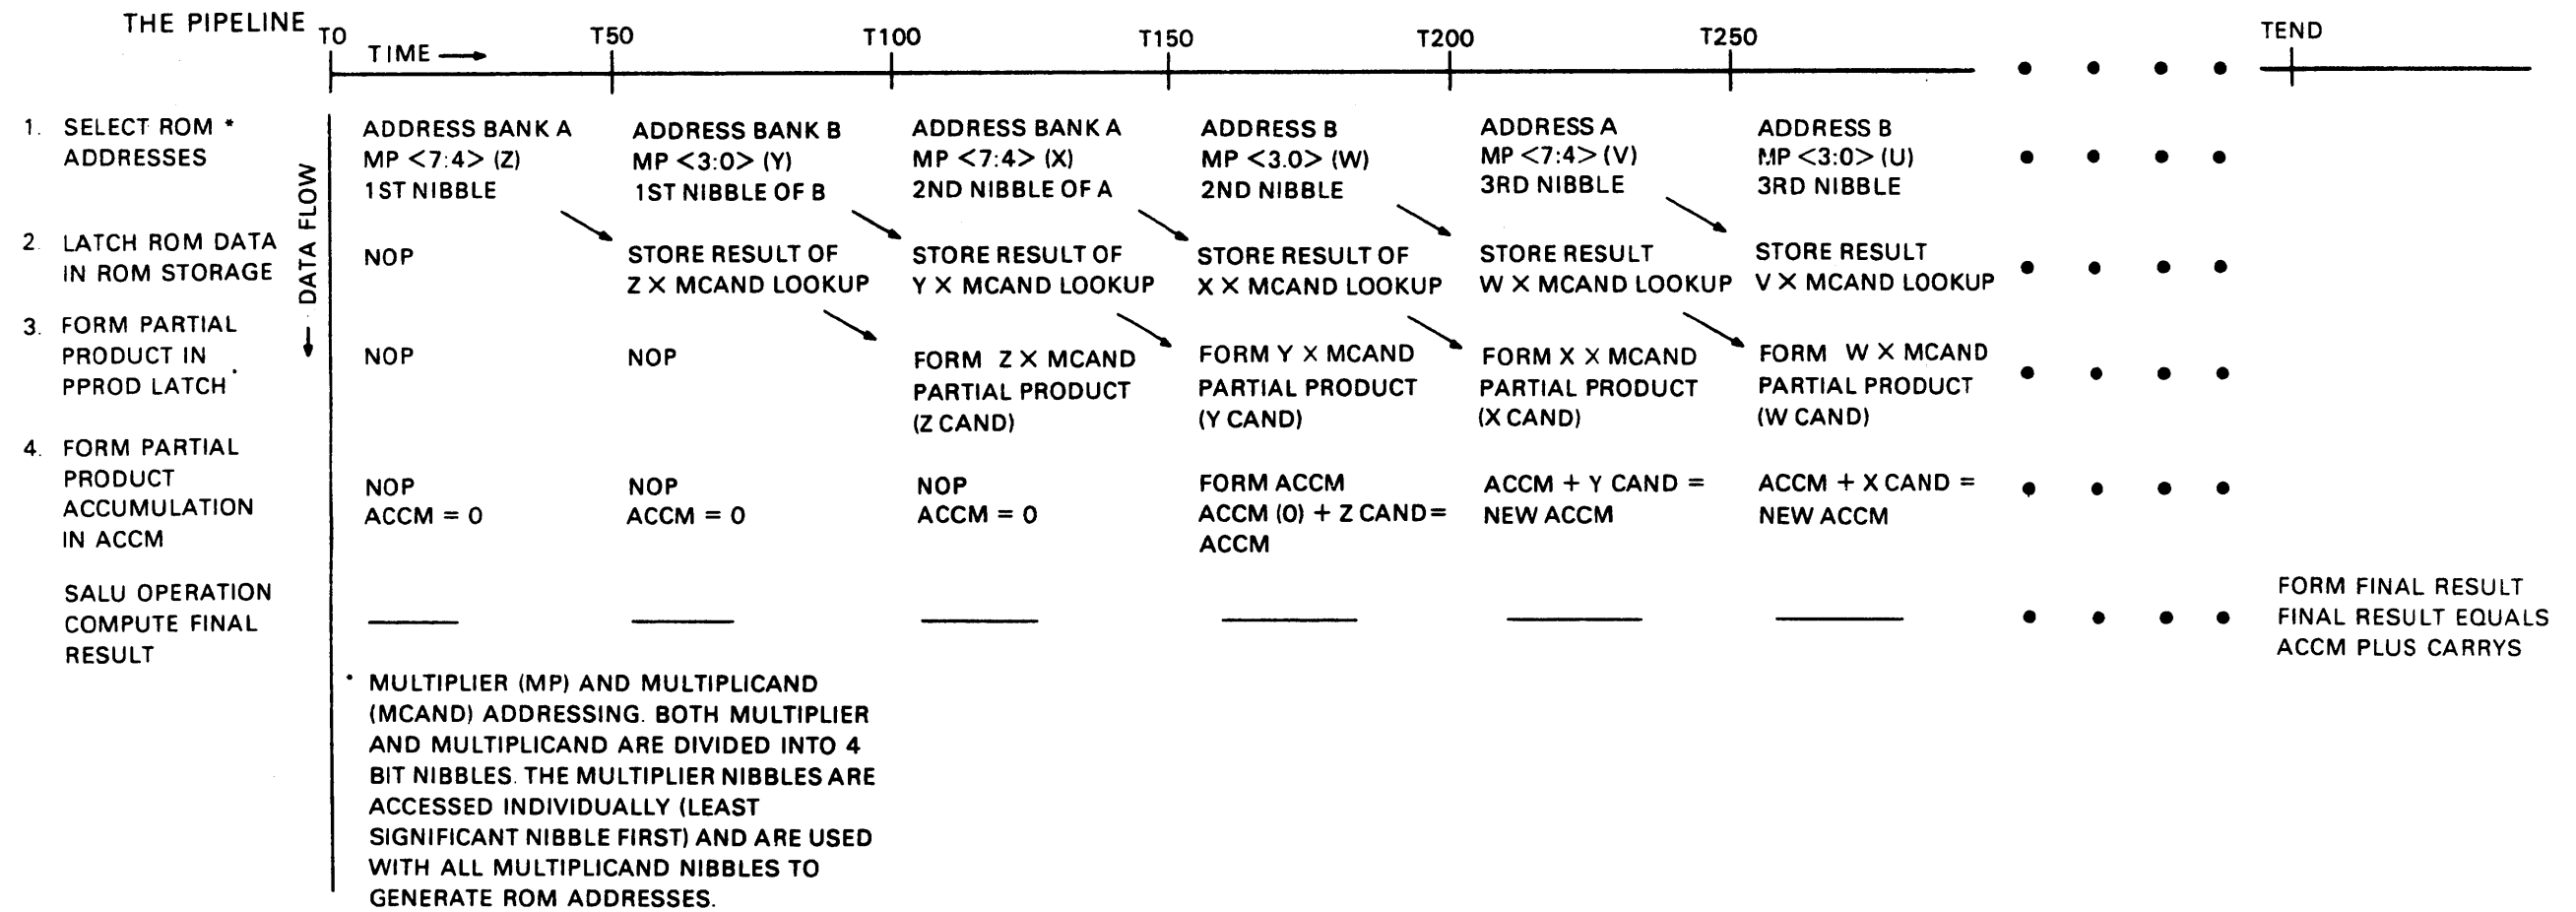 THE PIPELINE
T0 TIME T50 T100 T150 T200 T250 TEND
DATA FLOW
1. SELECT ROM *
ADDRESSES
ADDRESS BANK A
MP <7:4> (Z)
1ST NIBBLE
ADDRESS BANK B
MP <3:0> (Y)
1ST NIBBLE OF B
ADDRESS BANK A
MP <7:4> (X)
2ND NIBBLE OF A
ADDRESS B
MP <3.0> (W)
2ND NIBBLE
ADDRESS A
MP <7:4> (V)
3RD NIBBLE
ADDRESS B
MP <3:0> (U)
3RD NIBBLE
2. LATCH ROM DATA
IN ROM STORAGE
NOP
STORE RESULT OF
Z X MCAND LOOKUP
STORE RESULT OF
Y X MCAND LOOKUP
STORE RESULT OF
X X MCAND LOOKUP
STORE RESULT
W X MCAND LOOKUP
STORE RESULT
V X MCAND LOOKUP
3. FORM PARTIAL
PRODUCT IN
PPROD LATCH *
NOP
NOP
FORM Z X MCAND
PARTIAL PRODUCT
(Z CAND)
FORM Y X MCAND
PARTIAL PRODUCT
(Y CAND)
FORM X X MCAND
PARTIAL PRODUCT
(X CAND)
FORM W X MCAND
PARTIAL PRODUCT
(W CAND)
4. FORM PARTIAL
PRODUCT
ACCUMULATION
IN ACCM
NOP
ACCM = 0
NOP
ACCM = 0
NOP
ACCM = 0
FORM ACCM
ACCM (0) + Z CAND=
ACCM
ACCM + Y CAND =
NEW ACCM
ACCM + X CAND =
NEW ACCM
SALU OPERATION
COMPUTE FINAL
RESULT
FORM FINAL RESULT
FINAL RESULT EQUALS
ACCM PLUS CARRYS
* MULTIPLIER (MP) AND MULTIPLICAND
(MCAND) ADDRESSING. BOTH MULTIPLIER
AND MULTIPLICAND ARE DIVIDED INTO 4
BIT NIBBLES. THE MULTIPLIER NIBBLES ARE
ACCESSED INDIVIDUALLY (LEAST
SIGNIFICANT NIBBLE FIRST) AND ARE USED
WITH ALL MULTIPLICAND NIBBLES TO
GENERATE ROM ADDRESSES.